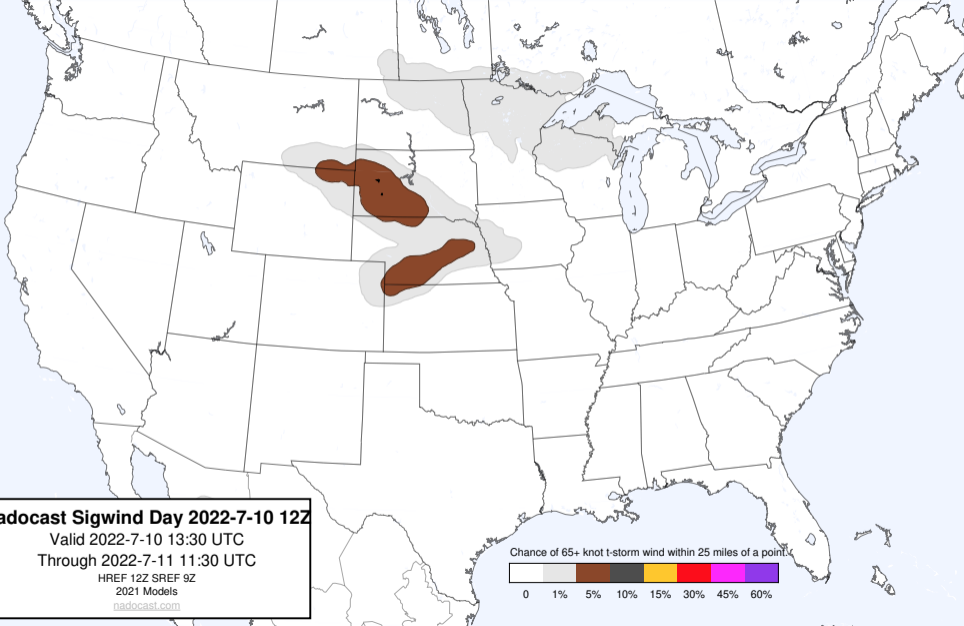 adocast Sigwind Day 2022-7-10 12Z
Valid 2022-7-10 13:30 UTC
Through 2022-7-11 11:30 UTC
HREF 12Z SREF 9Z
2021 Models
nadocast.com
Chance of 65+ knot t-storm wind within 25 miles of a point.
0 1% 5% 10% 15% 30% 45% 60%